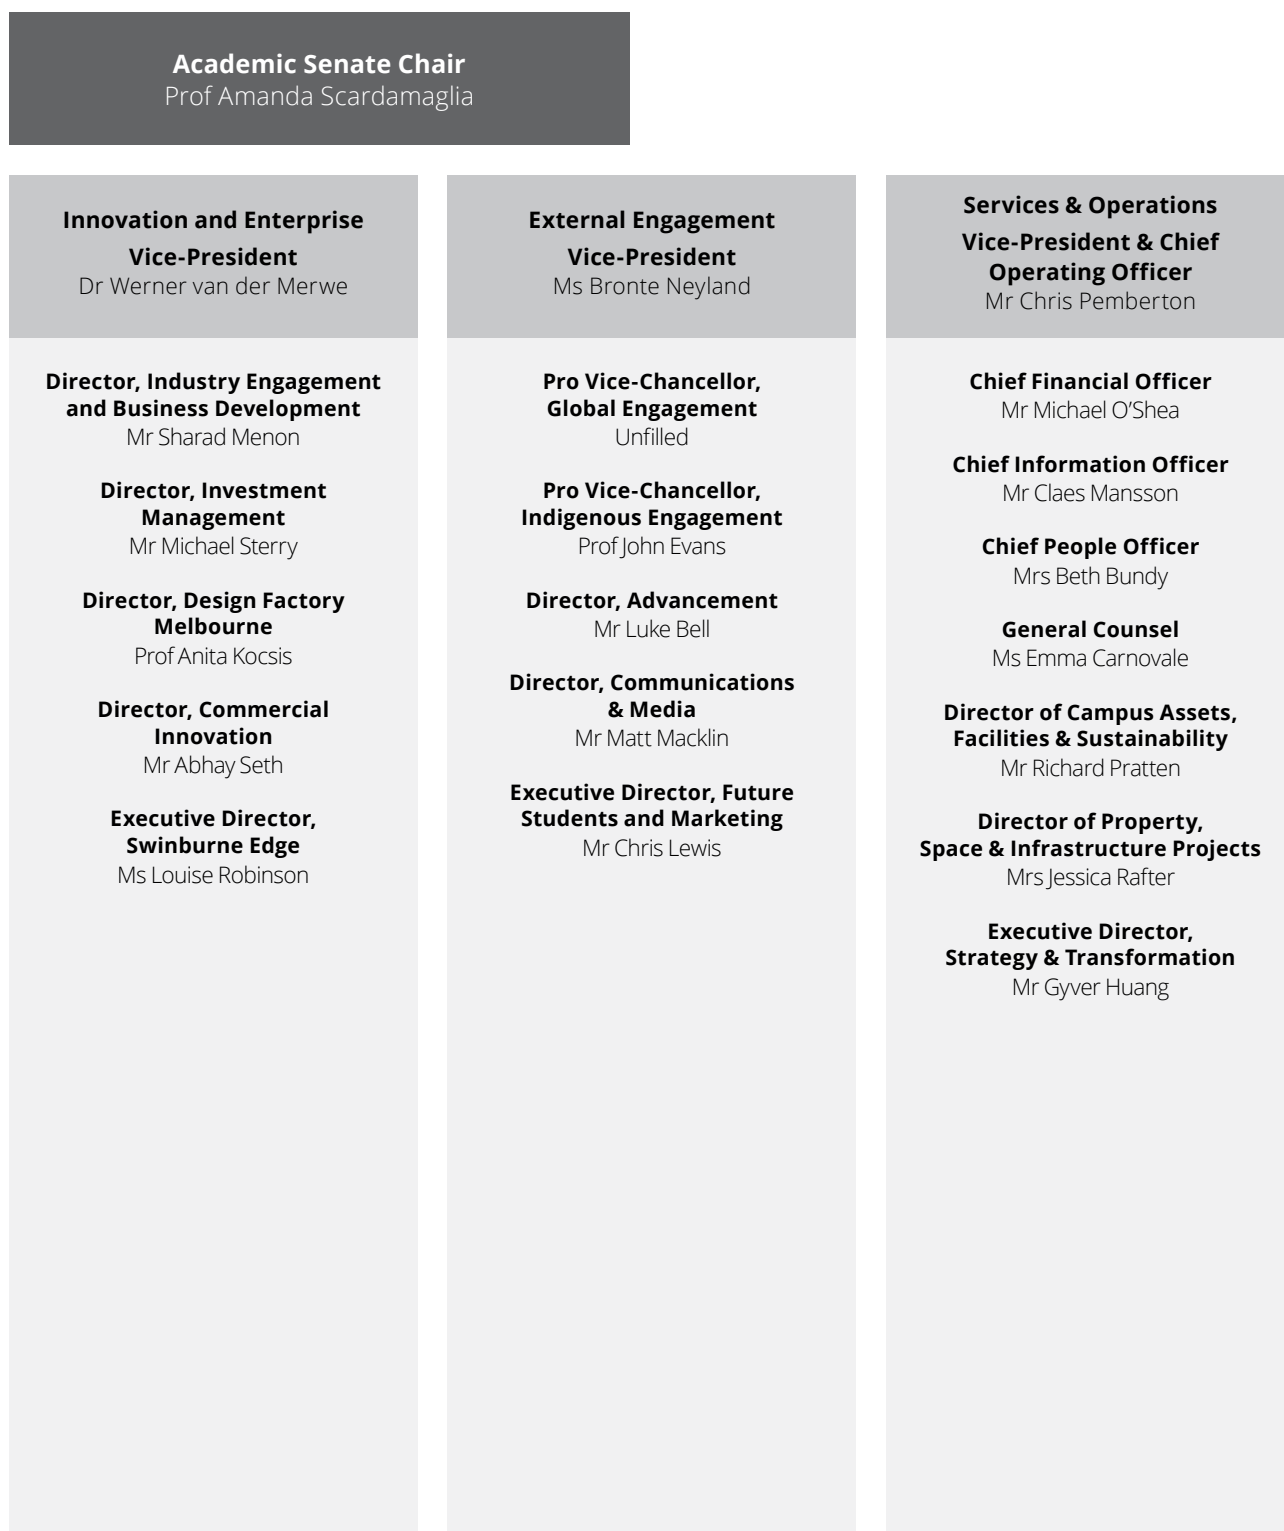 Academic Senate Chair
Prof Amanda Scardamaglia
Innovation and Enterprise
Vice-President
Dr Werner van der Merwe
Director, Industry Engagement
and Business Development
Mr Sharad Menon
Director, Investment
Management
Mr Michael Sterry
Director, Design Factory
Melbourne
Prof Anita Kocsis
Director, Commercial
Innovation
Mr Abhay Seth
Executive Director,
Swinburne Edge
Ms Louise Robinson
External Engagement
Vice-President
Ms Bronte Neyland
Pro Vice-Chancellor,
Global Engagement
Unfilled
Pro Vice-Chancellor,
Indigenous Engagement
Prof John Evans
Director, Advancement
Mr Luke Bell
Director, Communications
& Media
Mr Matt Macklin
Executive Director, Future
Students and Marketing
Mr Chris Lewis
Services & Operations
Vice-President & Chief
Operating Officer
Mr Chris Pemberton
Chief Financial Officer
Mr Michael O’Shea
Chief Information Officer
Mr Claes Mansson
Chief People Officer
Mrs Beth Bundy
General Counsel
Ms Emma Carnovale
Director of Campus Assets,
Facilities & Sustainability
Mr Richard Pratten
Director of Property,
Space & Infrastructure Projects
Mrs Jessica Rafter
Executive Director,
Strategy & Transformation
Mr Gyver Huang